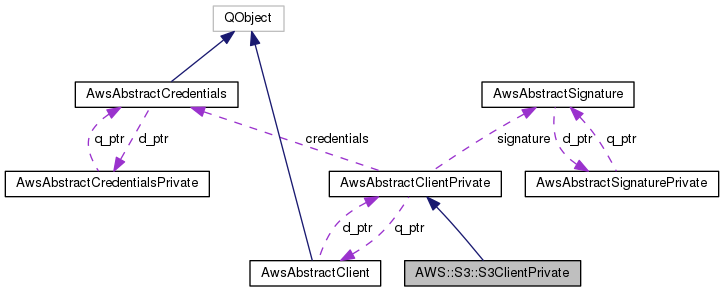 QObject
AwsAbstractCredentials
AwsAbstractSignature
q_ptr
d_ptr
credentials
signature
d_ptr
q_ptr
AwsAbstractCredentialsPrivate
AwsAbstractClientPrivate
AwsAbstractSignaturePrivate
d_ptr
q_ptr
AwsAbstractClient
AWS::S3::S3ClientPrivate